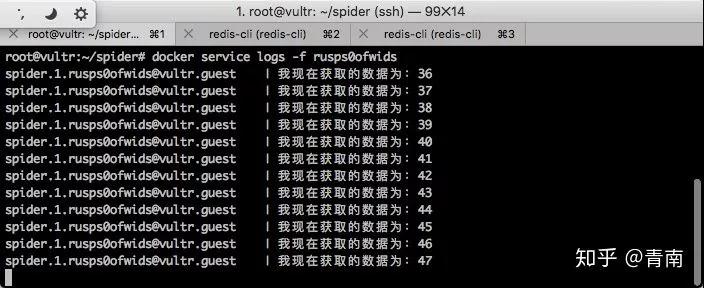 1. root@vultr: ~/spider (ssh) — 99×14
root@vultr: ~/spider... ⌘1 redis-cli (redis-cli) ⌘2 redis-cli (redis-cli) ⌘3
root@vultr:~/spider# docker service logs -f rusps0ofwids
spider.1.rusps0ofwids@vultr.guest | 我现在获取的数据为：36
spider.1.rusps0ofwids@vultr.guest | 我现在获取的数据为：37
spider.1.rusps0ofwids@vultr.guest | 我现在获取的数据为：38
spider.1.rusps0ofwids@vultr.guest | 我现在获取的数据为：39
spider.1.rusps0ofwids@vultr.guest | 我现在获取的数据为：40
spider.1.rusps0ofwids@vultr.guest | 我现在获取的数据为：41
spider.1.rusps0ofwids@vultr.guest | 我现在获取的数据为：42
spider.1.rusps0ofwids@vultr.guest | 我现在获取的数据为：43
spider.1.rusps0ofwids@vultr.guest | 我现在获取的数据为：44
spider.1.rusps0ofwids@vultr.guest | 我现在获取的数据为：45
spider.1.rusps0ofwids@vultr.guest | 我现在获取的数据为：46
spider.1.rusps0ofwids@vultr.guest | 我现在获取的数据为：47
知乎 @青南